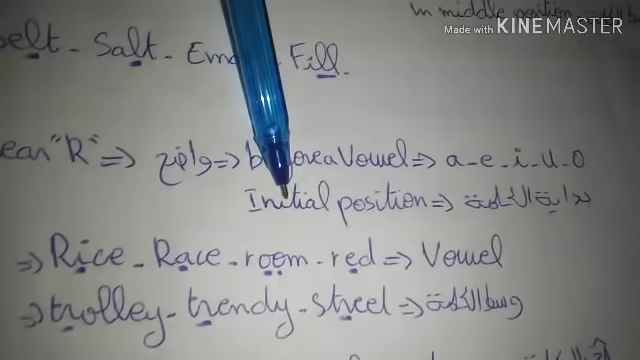 In middle position
Made with KINEMASTER
belt - Salt - Em - Fill
ear "R" => واضح => before a Vowel => a - e - i - u - o
Initial position => بداية الكلمة
=> Rice - Race - room - red => Vowel
=> trolley - trendy - street => وسط الكلمة